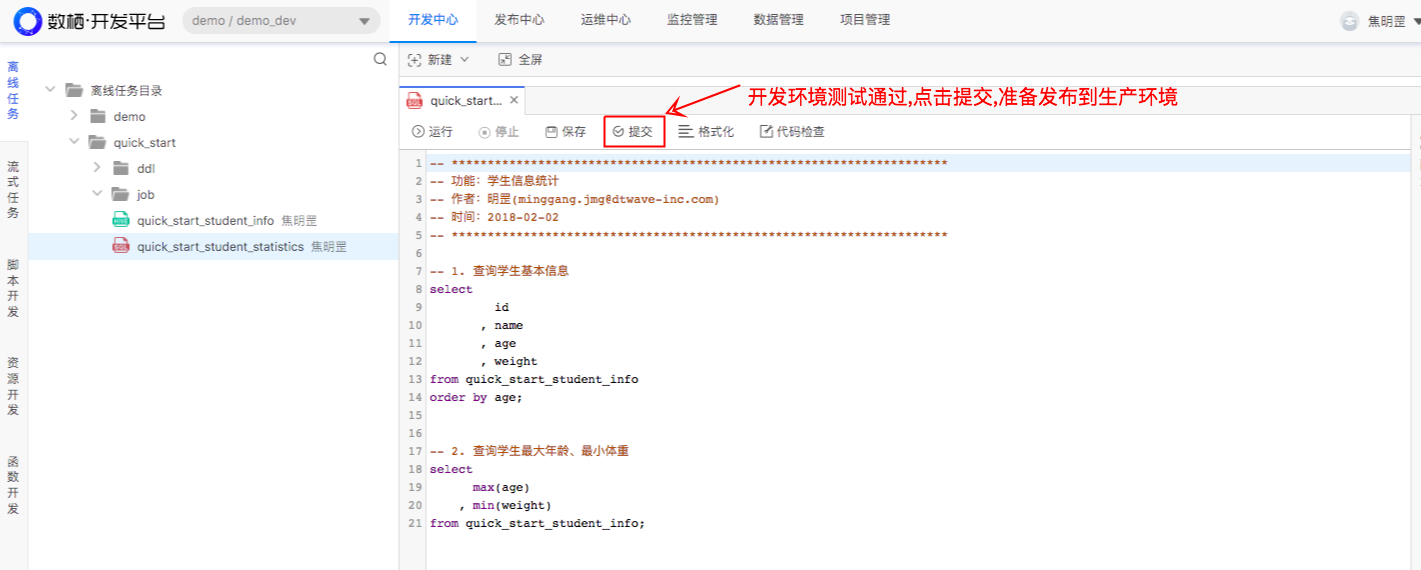 数栖·开发平台 demo / demo_dev 开发中心 发布中心 运维中心 监控管理 数据管理 项目管理 焦明罡
离线任务
流式任务
脚本开发
资源开发
函数开发
离线任务目录
demo
quick_start
ddl
job
quick_start_student_info 焦明罡
quick_start_student_statistics 焦明罡
新建 全屏
quick_start...
开发环境测试通过,点击提交,准备发布到生产环境
运行 停止 保存 提交 格式化 代码检查
1 -- *********************************************************************
2 -- 功能: 学生信息统计
3 -- 作者: 明罡(minggang.jmg@dtwave-inc.com)
4 -- 时间: 2018-02-02
5 -- *********************************************************************
6
7 -- 1. 查询学生基本信息
8 select
9 id
10 , name
11 , age
12 , weight
13 from quick_start_student_info
14 order by age;
15
16
17 -- 2. 查询学生最大年龄、最小体重
18 select
19 max(age)
20 , min(weight)
21 from quick_start_student_info;